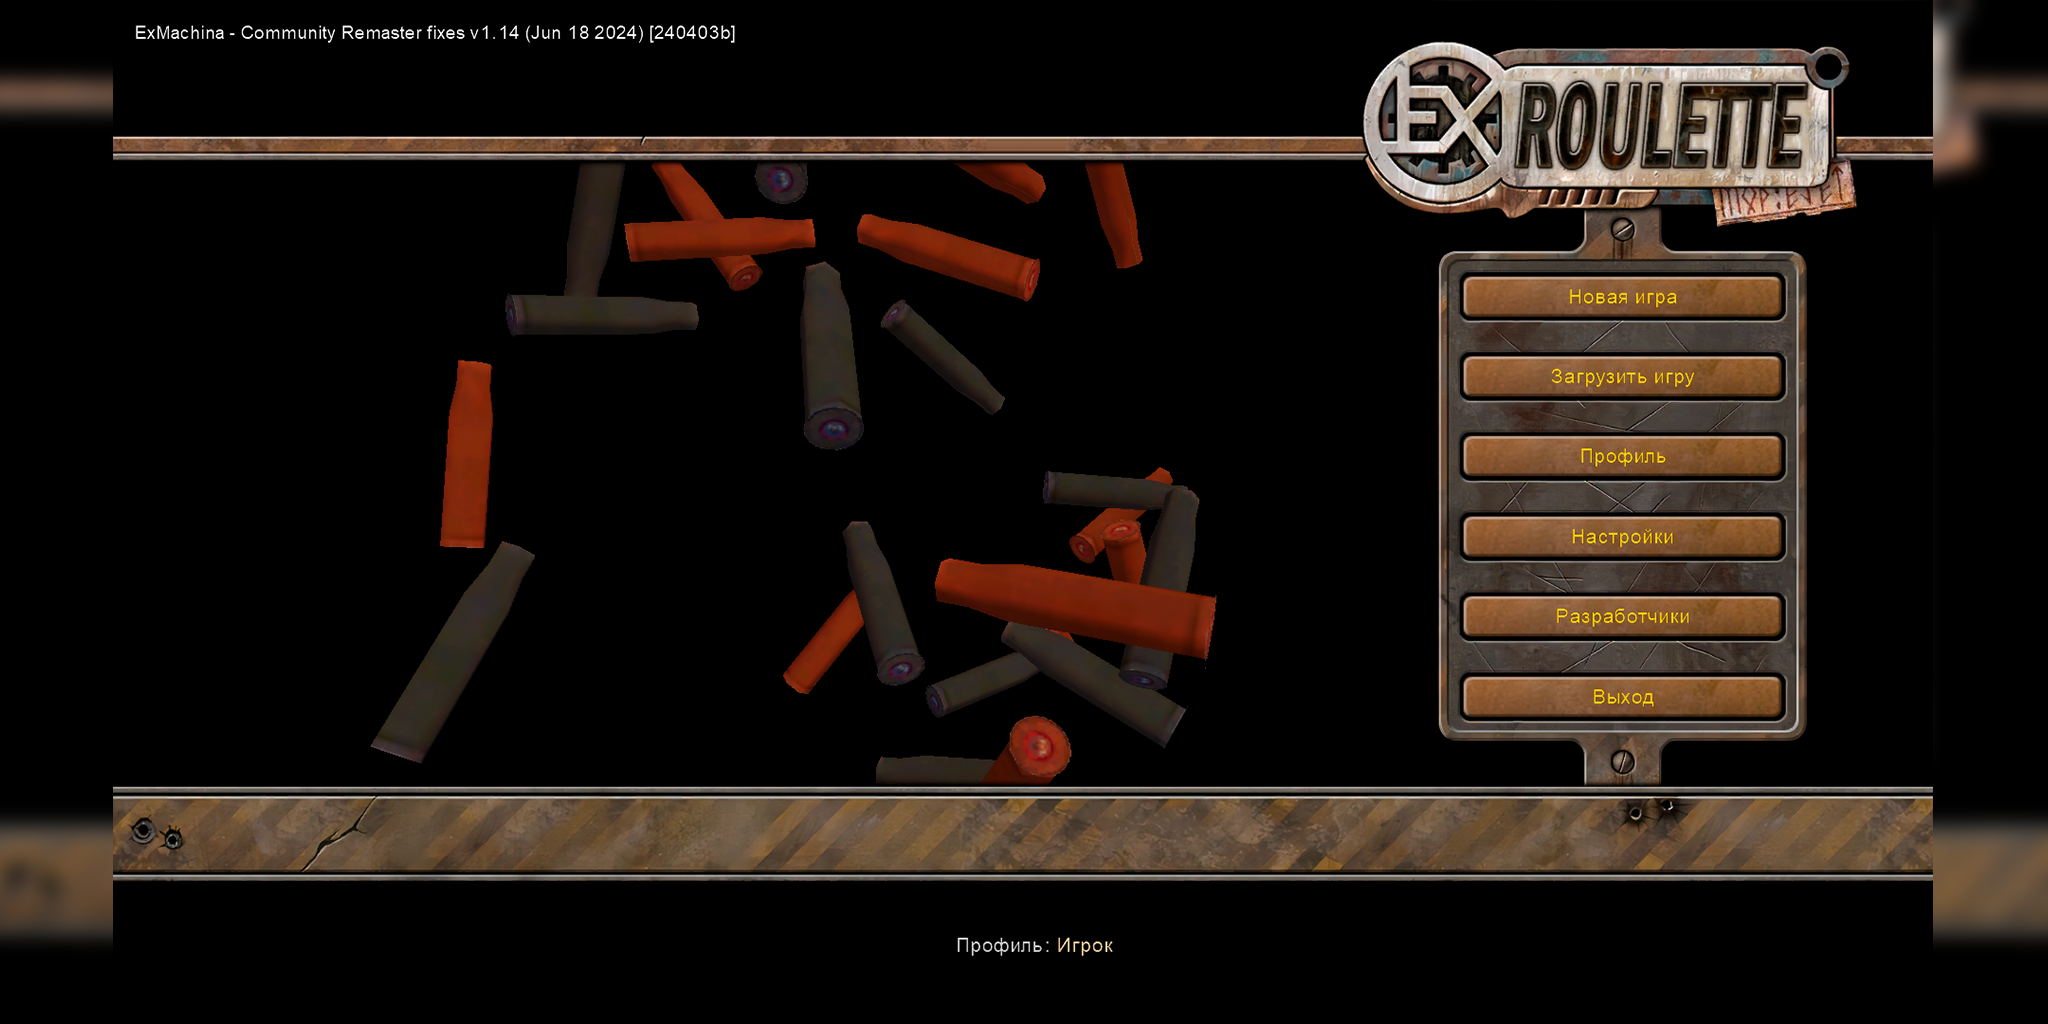 ExMachina - Community Remaster fixes v1.14 (Jun 18 2024) [240403b]
EX ROULETTE
Новая игра
Загрузить игру
Профиль
Настройки
Разработчики
Выход
Профиль: Игрок